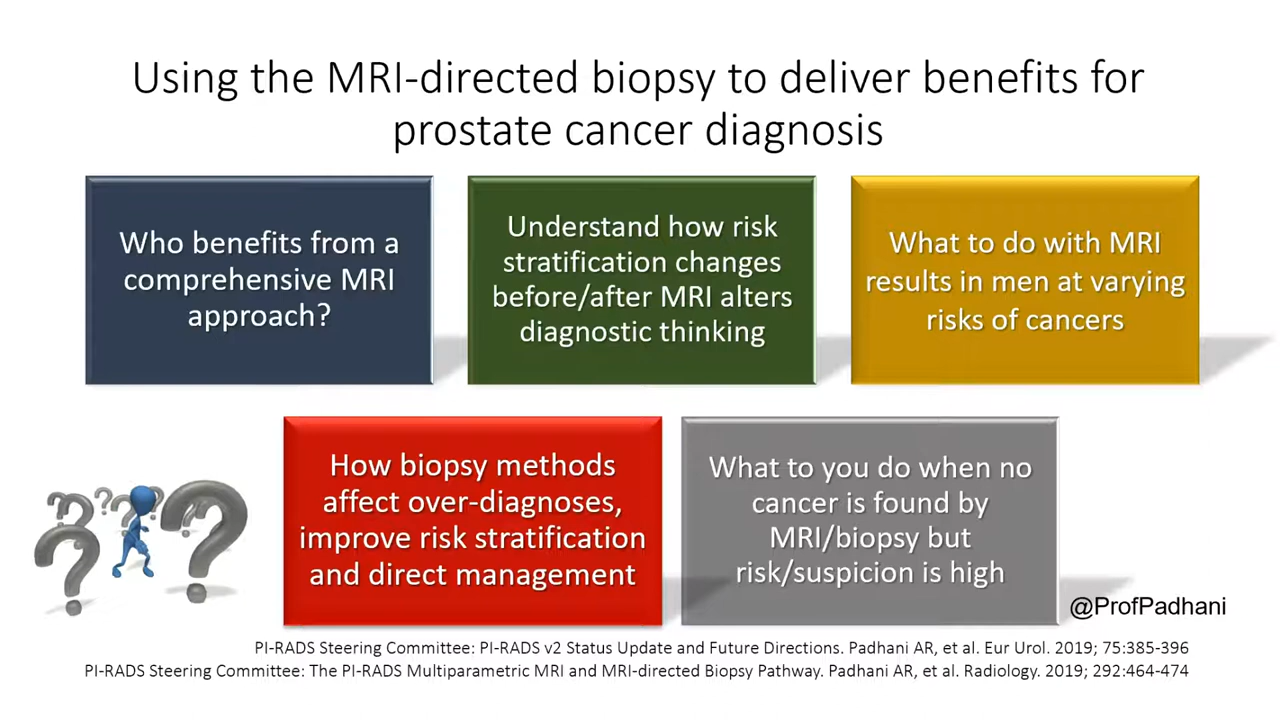 Using the MRI-directed biopsy to deliver benefits for
prostate cancer diagnosis
Who benefits from a
comprehensive MRI
approach?
Understand how risk
stratification changes
before/after MRI alters
diagnostic thinking
What to do with MRI
results in men at varying
risks of cancers
How biopsy methods
affect over-diagnoses,
improve risk stratification
and direct management
What to you do when no
cancer is found by
MRI/biopsy but
risk/suspicion is high
@ProfPadhani
PI-RADS Steering Committee: PI-RADS v2 Status Update and Future Directions. Padhani AR, et al. Eur Urol. 2019; 75:385-396
PI-RADS Steering Committee: The PI-RADS Multiparametric MRI and MRI-directed Biopsy Pathway. Padhani AR, et al. Radiology. 2019; 292:464-474